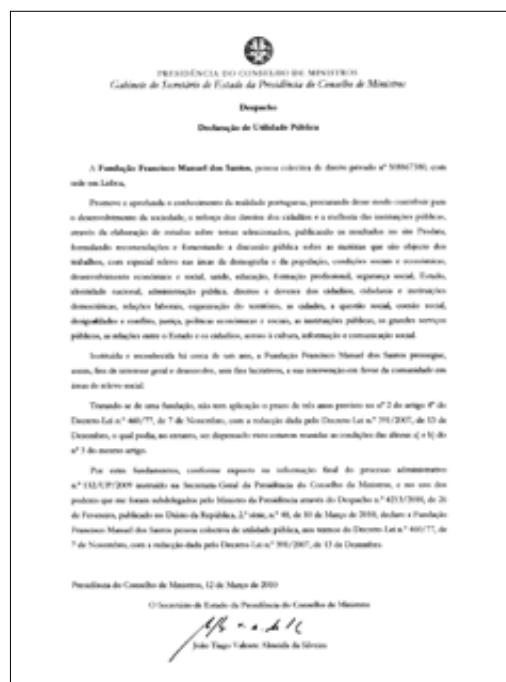 PRESIDÊNCIA DO CONSELHO DE MINISTROS
Gabinete do Secretário de Estado da Presidência do Conselho de Ministros
Despacho
Declaração de Utilidade Pública
A Fundação Francisco Manuel dos Santos, pessoa colectiva de direito privado nº 508867380, com
sede em Lisboa,
Promove e aprofunda o conhecimento da realidade portuguesa, procurando desse modo contribuir para
o desenvolvimento da sociedade, o reforço dos direitos dos cidadãos e a melhoria das instituições públicas,
através da elaboração de estudos sobre temas seleccionados, publicando os resultados no site Pordata,
formulando recomendações e fomentando a discussão pública sobre as matérias que são objecto dos
trabalhos, com especial relevo nas áreas da demografia e da população, condições sociais e económicas,
desenvolvimento económico e social, saúde, educação, formação profissional, segurança social, Estado,
identidade nacional, administração pública, direitos e deveres dos cidadãos, cidadania e instituições
democráticas, relações laborais, organização do território, as cidades, a questão social, coesão social,
desigualdades e conflito, justiça, políticas económicas e sociais, as instituições públicas, os grandes serviços
públicos, as relações entre o Estado e os cidadãos, acesso à cultura, informação e comunicação social.
Instituída e reconhecida há cerca de um ano, a Fundação Francisco Manuel dos Santos prossegue,
assim, fins de interesse geral e desenvolve, sem fins lucrativos, a sua intervenção em favor da comunidade em
áreas de relevo social.
Tratando-se de uma fundação, não tem aplicação o prazo de três anos previsto no nº 2 do artigo 4º do
Decreto-Lei n.º 460/77, de 7 de Novembro, com a redacção dada pelo Decreto-Lei nº 391/2007, de 13 de
Dezembro, o qual podia, no entanto, ser dispensado visto estarem reunidas as condições das alíneas a) e b) do
nº 3 do mesmo artigo.
Por estes fundamentos, conforme exposto na informação final do processo administrativo
n.º 132/UP/2009 instruído na Secretaria-Geral da Presidência do Conselho de Ministros, e no uso dos
poderes que me foram subdelegados pelo Ministro da Presidência através do Despacho n.º 4213/2010, de 26
de Fevereiro, publicado no Diário da República, 2.ª série, n.º 48, de 10 de Março de 2010, declaro a Fundação
Francisco Manuel dos Santos pessoa colectiva de utilidade pública, nos termos do Decreto-Lei n.º 460/77, de
7 de Novembro, com a redacção dada pelo Decreto-Lei n.º 391/2007, de 13 de Dezembro.
Presidência do Conselho de Ministros, 12 de Março de 2010
O Secretário de Estado da Presidência do Conselho de Ministros
João Tiago Valente Almeida da Silveira